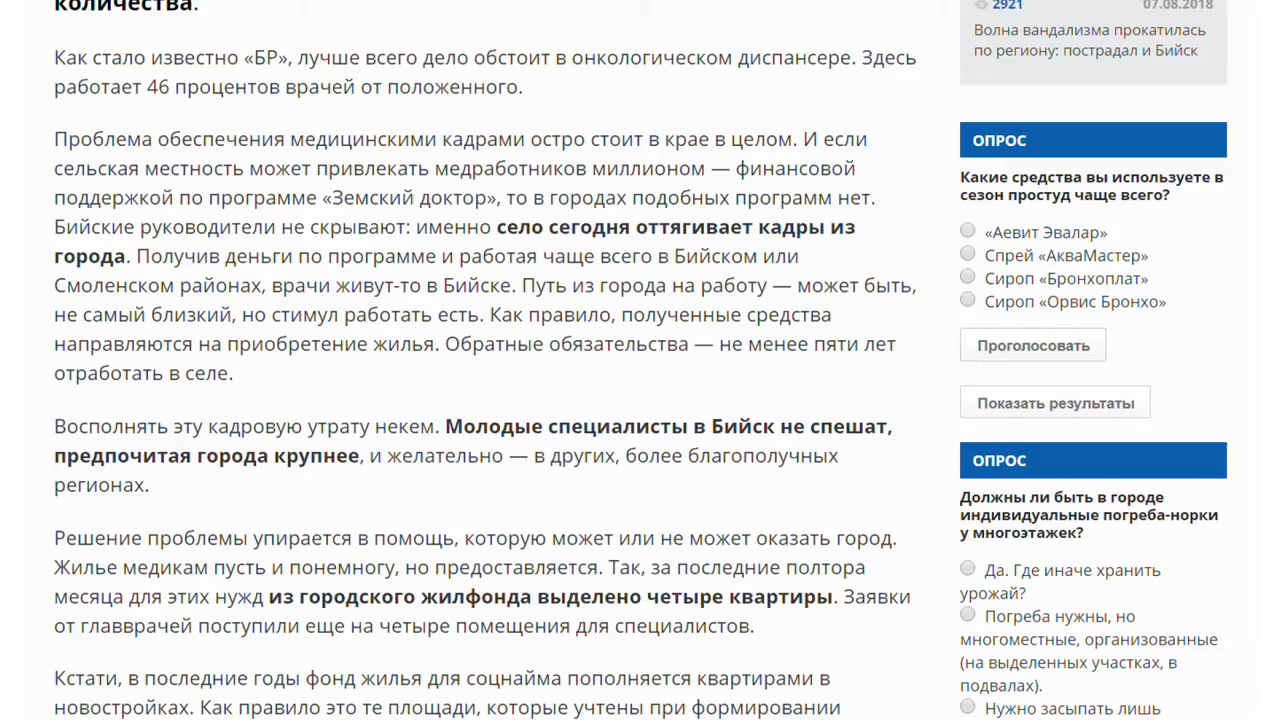 количества.
Как стало известно «БР», лучше всего дело обстоит в онкологическом диспансере. Здесь
работает 46 процентов врачей от положенного.
Проблема обеспечения медицинскими кадрами остро стоит в крае в целом. И если
сельская местность может привлекать медработников миллионом — финансовой
поддержкой по программе «Земский доктор», то в городах подобных программ нет.
Бийские руководители не скрывают: именно село сегодня оттягивает кадры из
города. Получив деньги по программе и работая чаще всего в Бийском или
Смоленском районах, врачи живут-то в Бийске. Путь из города на работу — может быть,
не самый близкий, но стимул работать есть. Как правило, полученные средства
направляются на приобретение жилья. Обратные обязательства — не менее пяти лет
отработать в селе.
Восполнять эту кадровую утрату некем. Молодые специалисты в Бийск не спешат,
предпочитая города крупнее, и желательно — в других, более благополучных
регионах.
Решение проблемы упирается в помощь, которую может или не может оказать город.
Жилье медикам пусть и понемногу, но предоставляется. Так, за последние полтора
месяца для этих нужд из городского жилфонда выделено четыре квартиры. Заявки
от главврачей поступили еще на четыре помещения для специалистов.
Кстати, в последние годы фонд жилья для соцнайма пополняется квартирами в
новостройках. Как правило это те площади, которые учтены при формировании
2921 07.08.2018
Волна вандализма прокатилась
по региону: пострадал и Бийск
ОПРОС
Какие средства вы используете в
сезон простуд чаще всего?
«Аевит Эвалар»
Спрей «АкваМастер»
Сироп «Бронхоплат»
Сироп «Орвис Бронхо»
Проголосовать
Показать результаты
ОПРОС
Должны ли быть в городе
индивидуальные погреба-норки
у многоэтажек?
Да. Где иначе хранить
урожай?
Погреба нужны, но
многоместные, организованные
(на выделенных участках, в
подвалах).
Нужно засыпать лишь